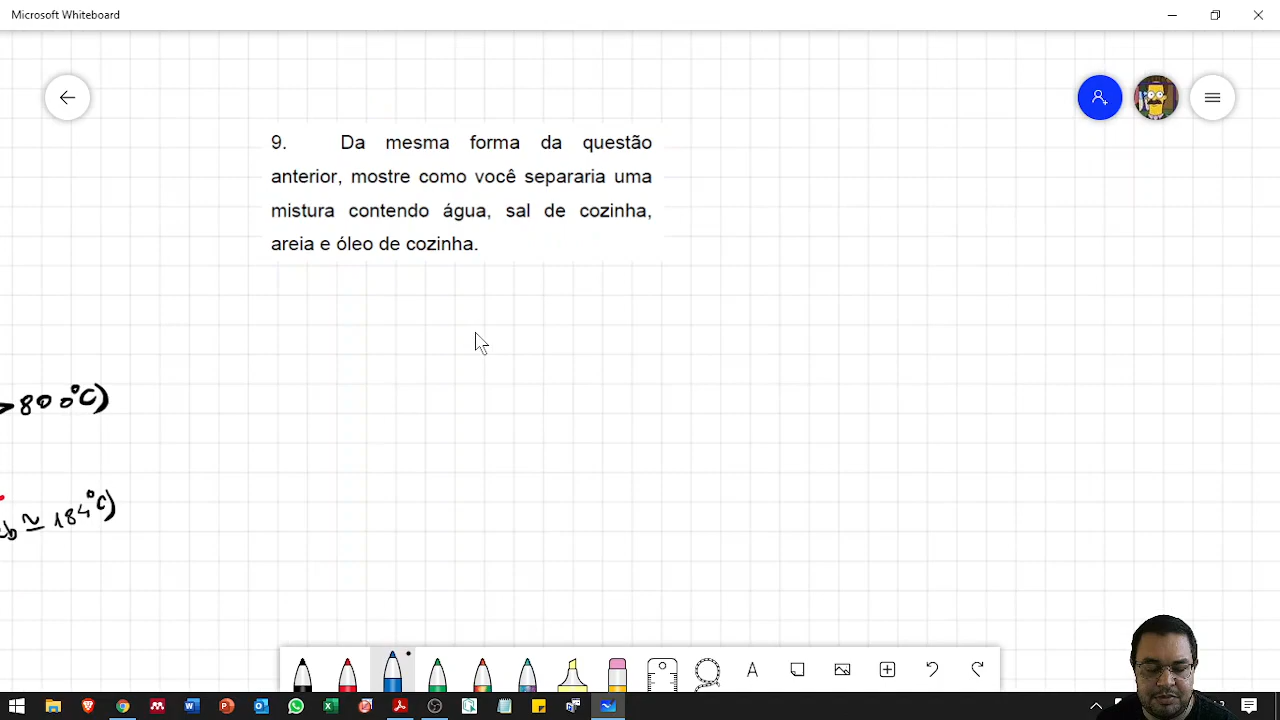 Microsoft Whiteboard
9. Da mesma forma da questão
anterior, mostre como você separaria uma
mistura contendo água, sal de cozinha,
areia e óleo de cozinha.
800°C)
≃ 184°C)
A